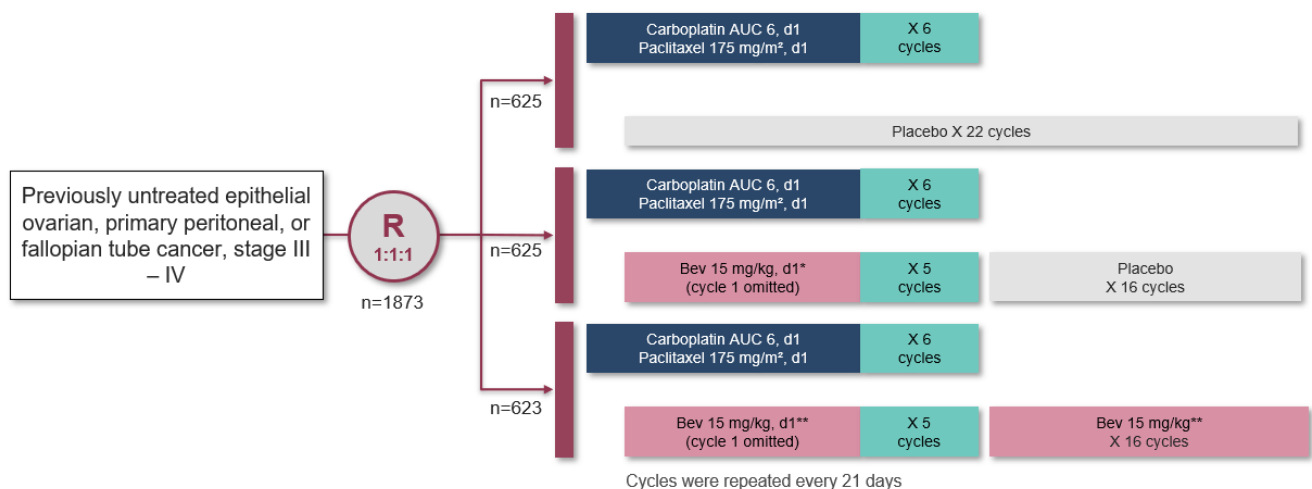 Previously untreated epithelial
ovarian, primary peritoneal, or
fallopian tube cancer, stage III
– IV
R
1:1:1
n=1873
n=625
Carboplatin AUC 6, d1
Paclitaxel 175 mg/m², d1
X 6
cycles
Placebo X 22 cycles
n=625
Carboplatin AUC 6, d1
Paclitaxel 175 mg/m², d1
X 6
cycles
Bev 15 mg/kg, d1*
(cycle 1 omitted)
X 5
cycles
Placebo
X 16 cycles
n=623
Carboplatin AUC 6, d1
Paclitaxel 175 mg/m², d1
X 6
cycles
Bev 15 mg/kg, d1**
(cycle 1 omitted)
X 5
cycles
Bev 15 mg/kg**
X 16 cycles
Cycles were repeated every 21 days